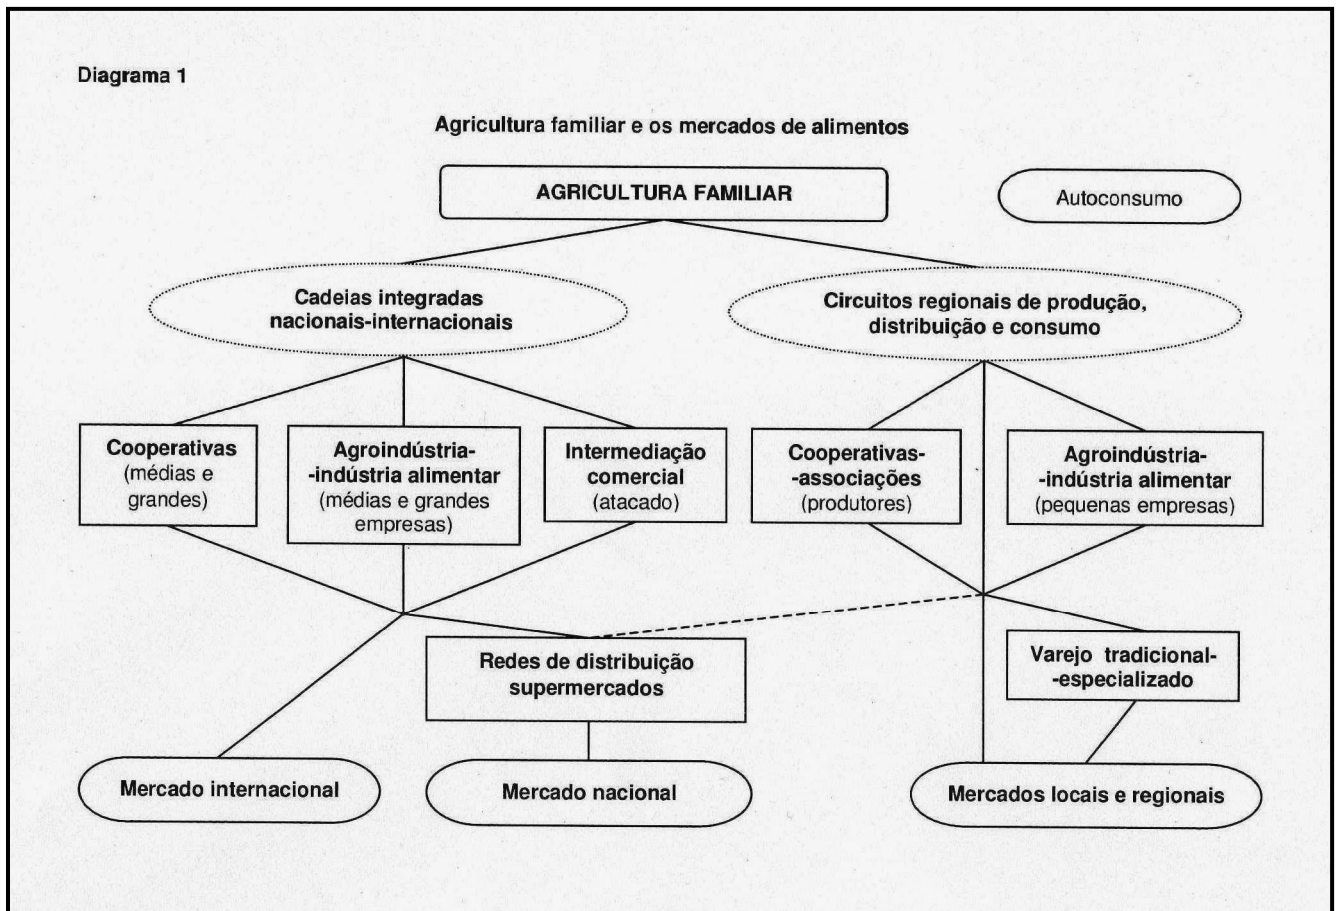 Diagrama 1
Agricultura familiar e os mercados de alimentos
AGRICULTURA FAMILIAR
Autoconsumo
Cadeias integradas
nacionais-internacionais
Circuitos regionais de produção,
distribuição e consumo
Cooperativas
(médias e
grandes)
Agroindústria-
-indústria alimentar
(médias e grandes
empresas)
Intermediação
comercial
(atacado)
Cooperativas-
-associações
(produtores)
Agroindústria-
-indústria alimentar
(pequenas empresas)
Redes de distribuição
supermercados
Varejo tradicional-
-especializado
Mercado internacional
Mercado nacional
Mercados locais e regionais